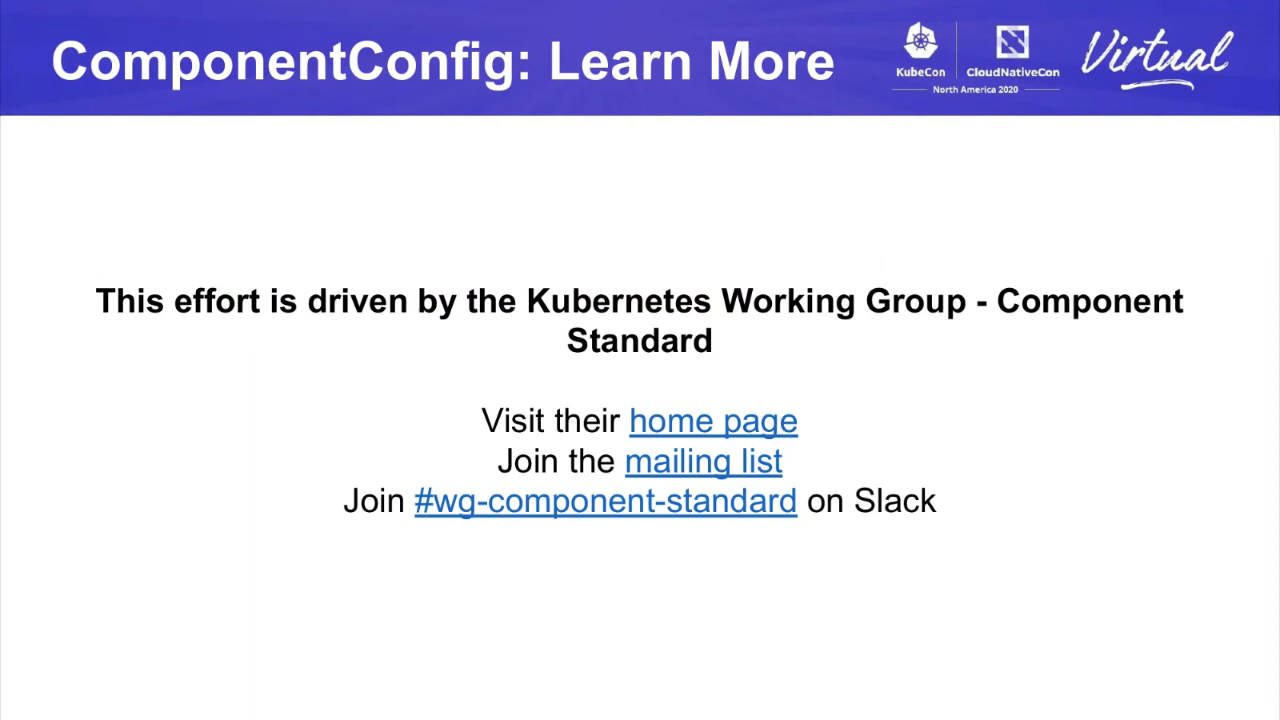 ComponentConfig: Learn More
KubeCon
CloudNativeCon
North America 2020
Virtual
This effort is driven by the Kubernetes Working Group - Component
Standard
Visit their home page
Join the mailing list
Join #wg-component-standard on Slack